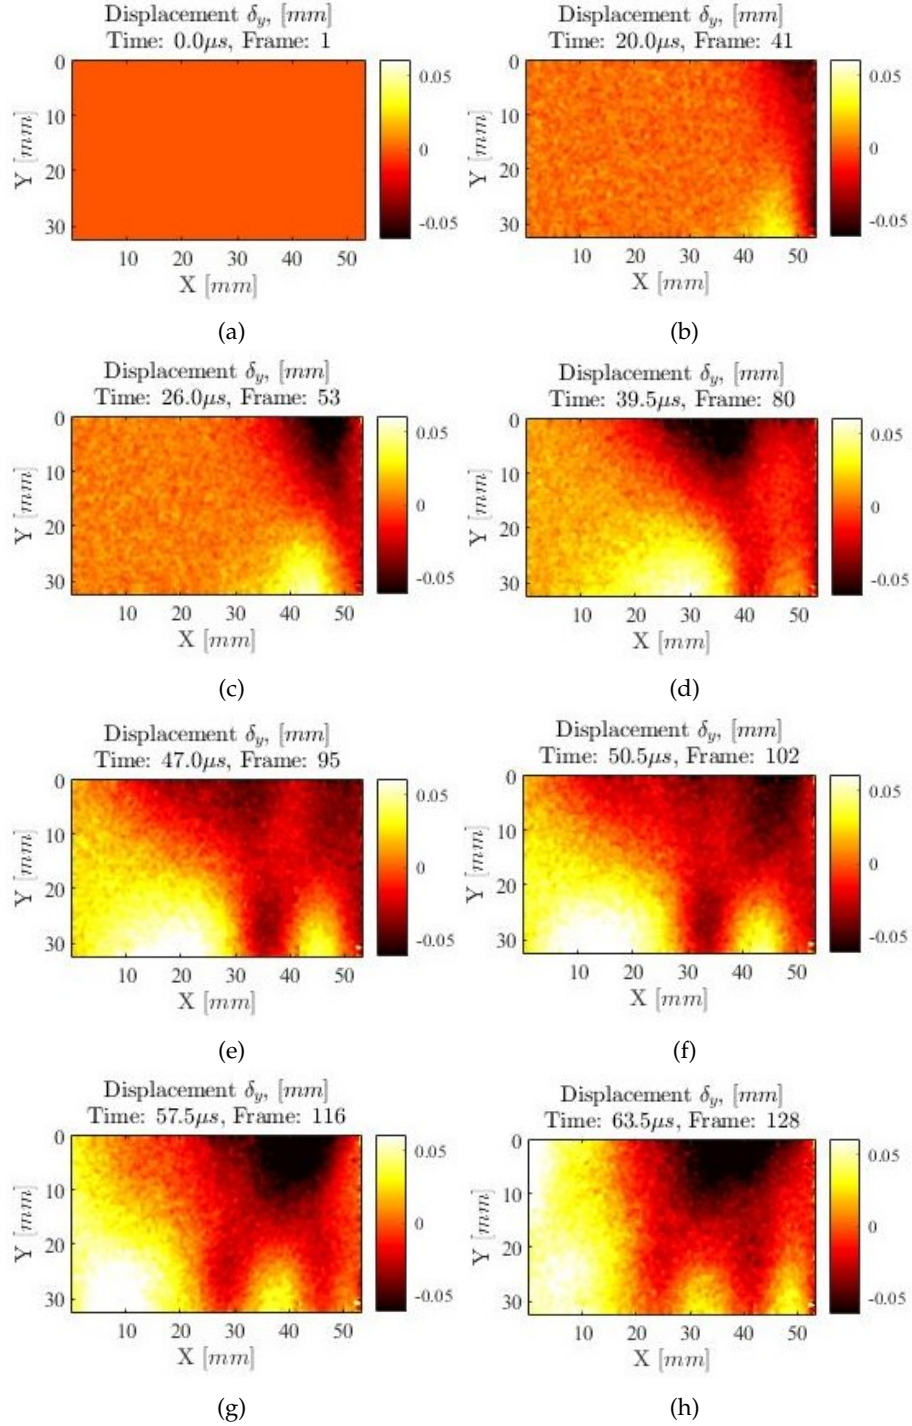 Displacement δy, [mm]
Time: 0.0μs, Frame: 1
0
10
20
30
Y [mm]
10 20 30 40 50
X [mm]
0.05
0
-0.05
(a)
Displacement δy, [mm]
Time: 20.0μs, Frame: 41
0
10
20
30
Y [mm]
10 20 30 40 50
X [mm]
0.05
0
-0.05
(b)
Displacement δy, [mm]
Time: 26.0μs, Frame: 53
0
10
20
30
Y [mm]
10 20 30 40 50
X [mm]
0.05
0
-0.05
(c)
Displacement δy, [mm]
Time: 39.5μs, Frame: 80
0
10
20
30
Y [mm]
10 20 30 40 50
X [mm]
0.05
0
-0.05
(d)
Displacement δy, [mm]
Time: 47.0μs, Frame: 95
0
10
20
30
Y [mm]
10 20 30 40 50
X [mm]
0.05
0
-0.05
(e)
Displacement δy, [mm]
Time: 50.5μs, Frame: 102
0
10
20
30
Y [mm]
10 20 30 40 50
X [mm]
0.05
0
-0.05
(f)
Displacement δy, [mm]
Time: 57.5μs, Frame: 116
0
10
20
30
Y [mm]
10 20 30 40 50
X [mm]
0.05
0
-0.05
(g)
Displacement δy, [mm]
Time: 63.5μs, Frame: 128
0
10
20
30
Y [mm]
10 20 30 40 50
X [mm]
0.05
0
-0.05
(h)